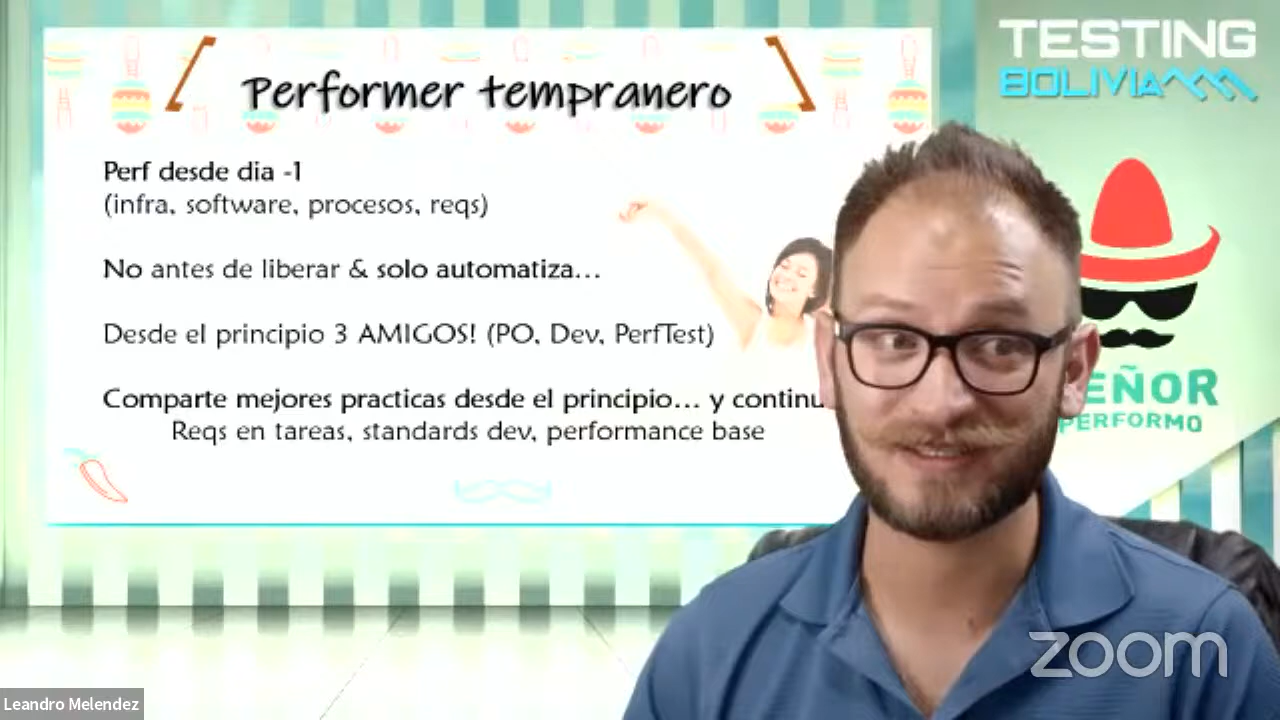 Performer tempranero
TESTING
BOLIVIA
Perf desde dia -1
(infra, software, procesos, reqs)
No antes de liberar & solo automatiza...
Desde el principio 3 AMIGOS! (PO, Dev, PerfTest)
Comparte mejores practicas desde el principio... y continu
Reqs en tareas, standards dev, performance base
EÑOR
PERFORMO
zoom
Leandro Melendez